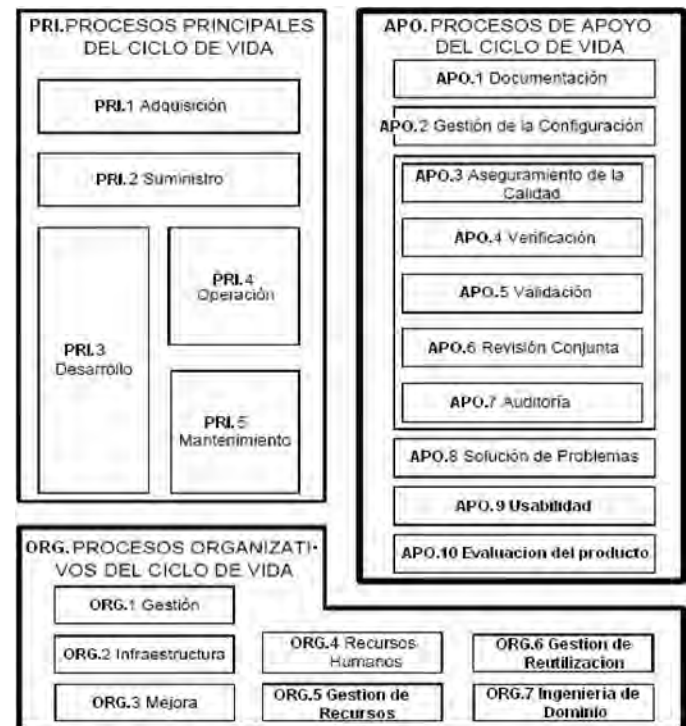 PRI.PROCESOS PRINCIPALES
DEL CICLO DE VIDA
PRI.1 Adquisición
PRI.2 Suministro
PRI.3
Desarrollo
PRI.4
Operación
PRI.5
Mantenimiento
APO.PROCESOS DE APOYO
DEL CICLO DE VIDA
APO.1 Documentación
APO.2 Gestión de la Configuración
APO.3 Aseguramiento de la
Calidad
APO.4 Verificación
APO.5 Validación
APO.6 Revisión Conjunta
APO.7 Auditoría
APO.8 Solución de Problemas
APO.9 Usabilidad
APO.10 Evaluacion del producto
ORG.PROCESOS ORGANIZATI-
VOS DEL CICLO DE VIDA
ORG.1 Gestión
ORG.2 Infraestructura
ORG.3 Mejora
ORG.4 Recursos
Humanos
ORG.5 Gestion de
Recursos
ORG.6 Gestion de
Reutilizacion
ORG.7 Ingenieria de
Dominio